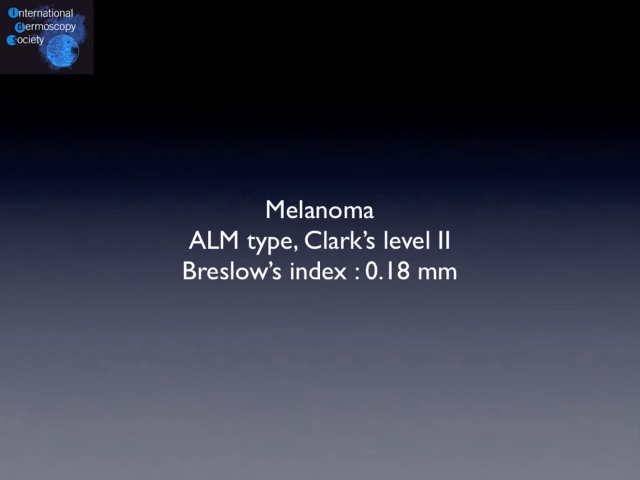 International
dermoscopy
Society
Melanoma
ALM type, Clark's level II
Breslow's index : 0.18 mm